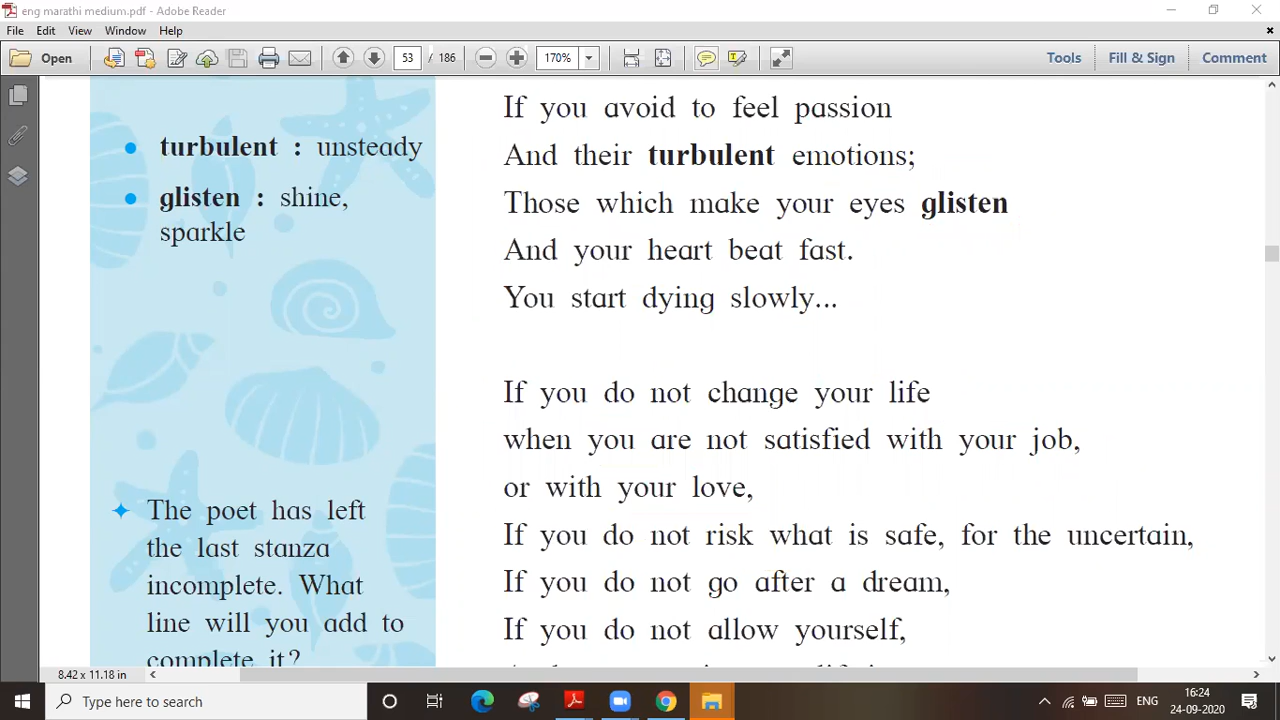 eng marathi medium.pdf - Adobe Reader
File Edit View Window Help
Open 53 / 186 170% Tools Fill & Sign Comment
turbulent : unsteady
glisten : shine,
sparkle
The poet has left
the last stanza
incomplete. What
line will you add to
complete it?
If you avoid to feel passion
And their turbulent emotions;
Those which make your eyes glisten
And your heart beat fast.
You start dying slowly...
If you do not change your life
when you are not satisfied with your job,
or with your love,
If you do not risk what is safe, for the uncertain,
If you do not go after a dream,
If you do not allow yourself,
8.42 x 11.18 in
Type here to search
ENG
16:24
24-09-2020